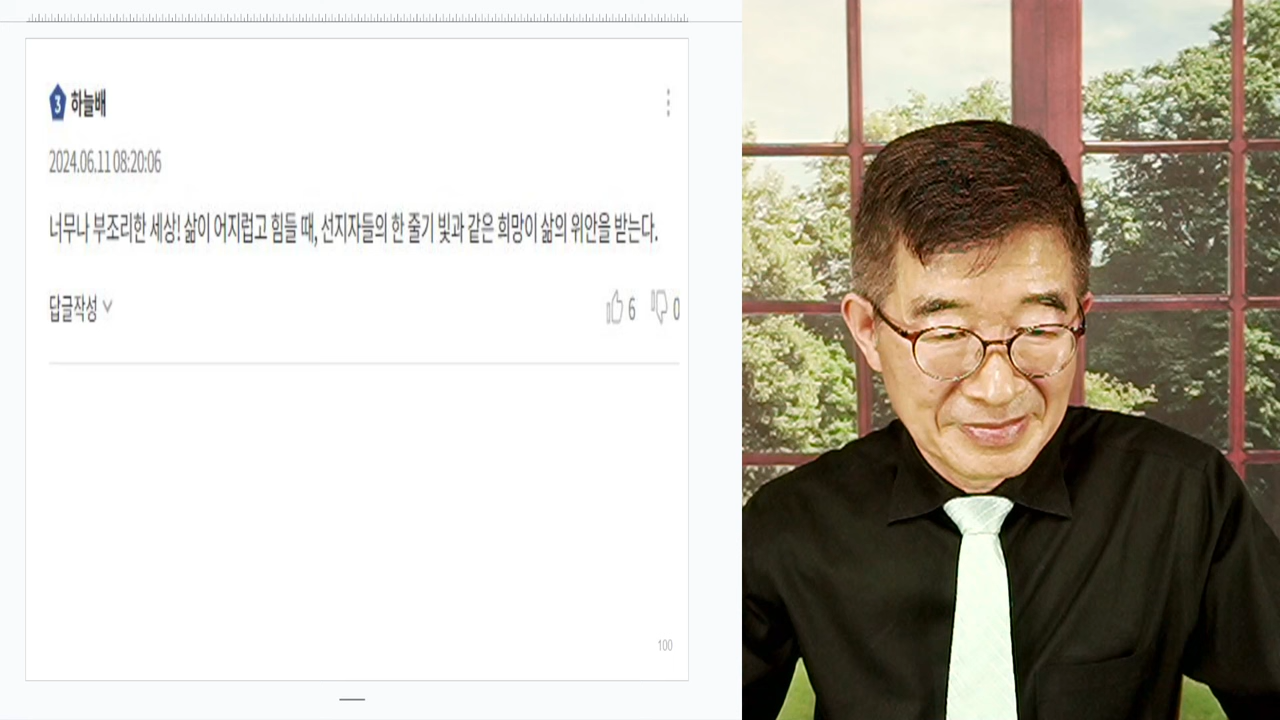 3 하늘배
2024.06.11 08:20:06
너무나 부조리한 세상! 삶이 어지럽고 힘들 때, 선지자들의 한 줄기 빛과 같은 희망이 삶의 위안을 받는다.
답글작성
6 0
100